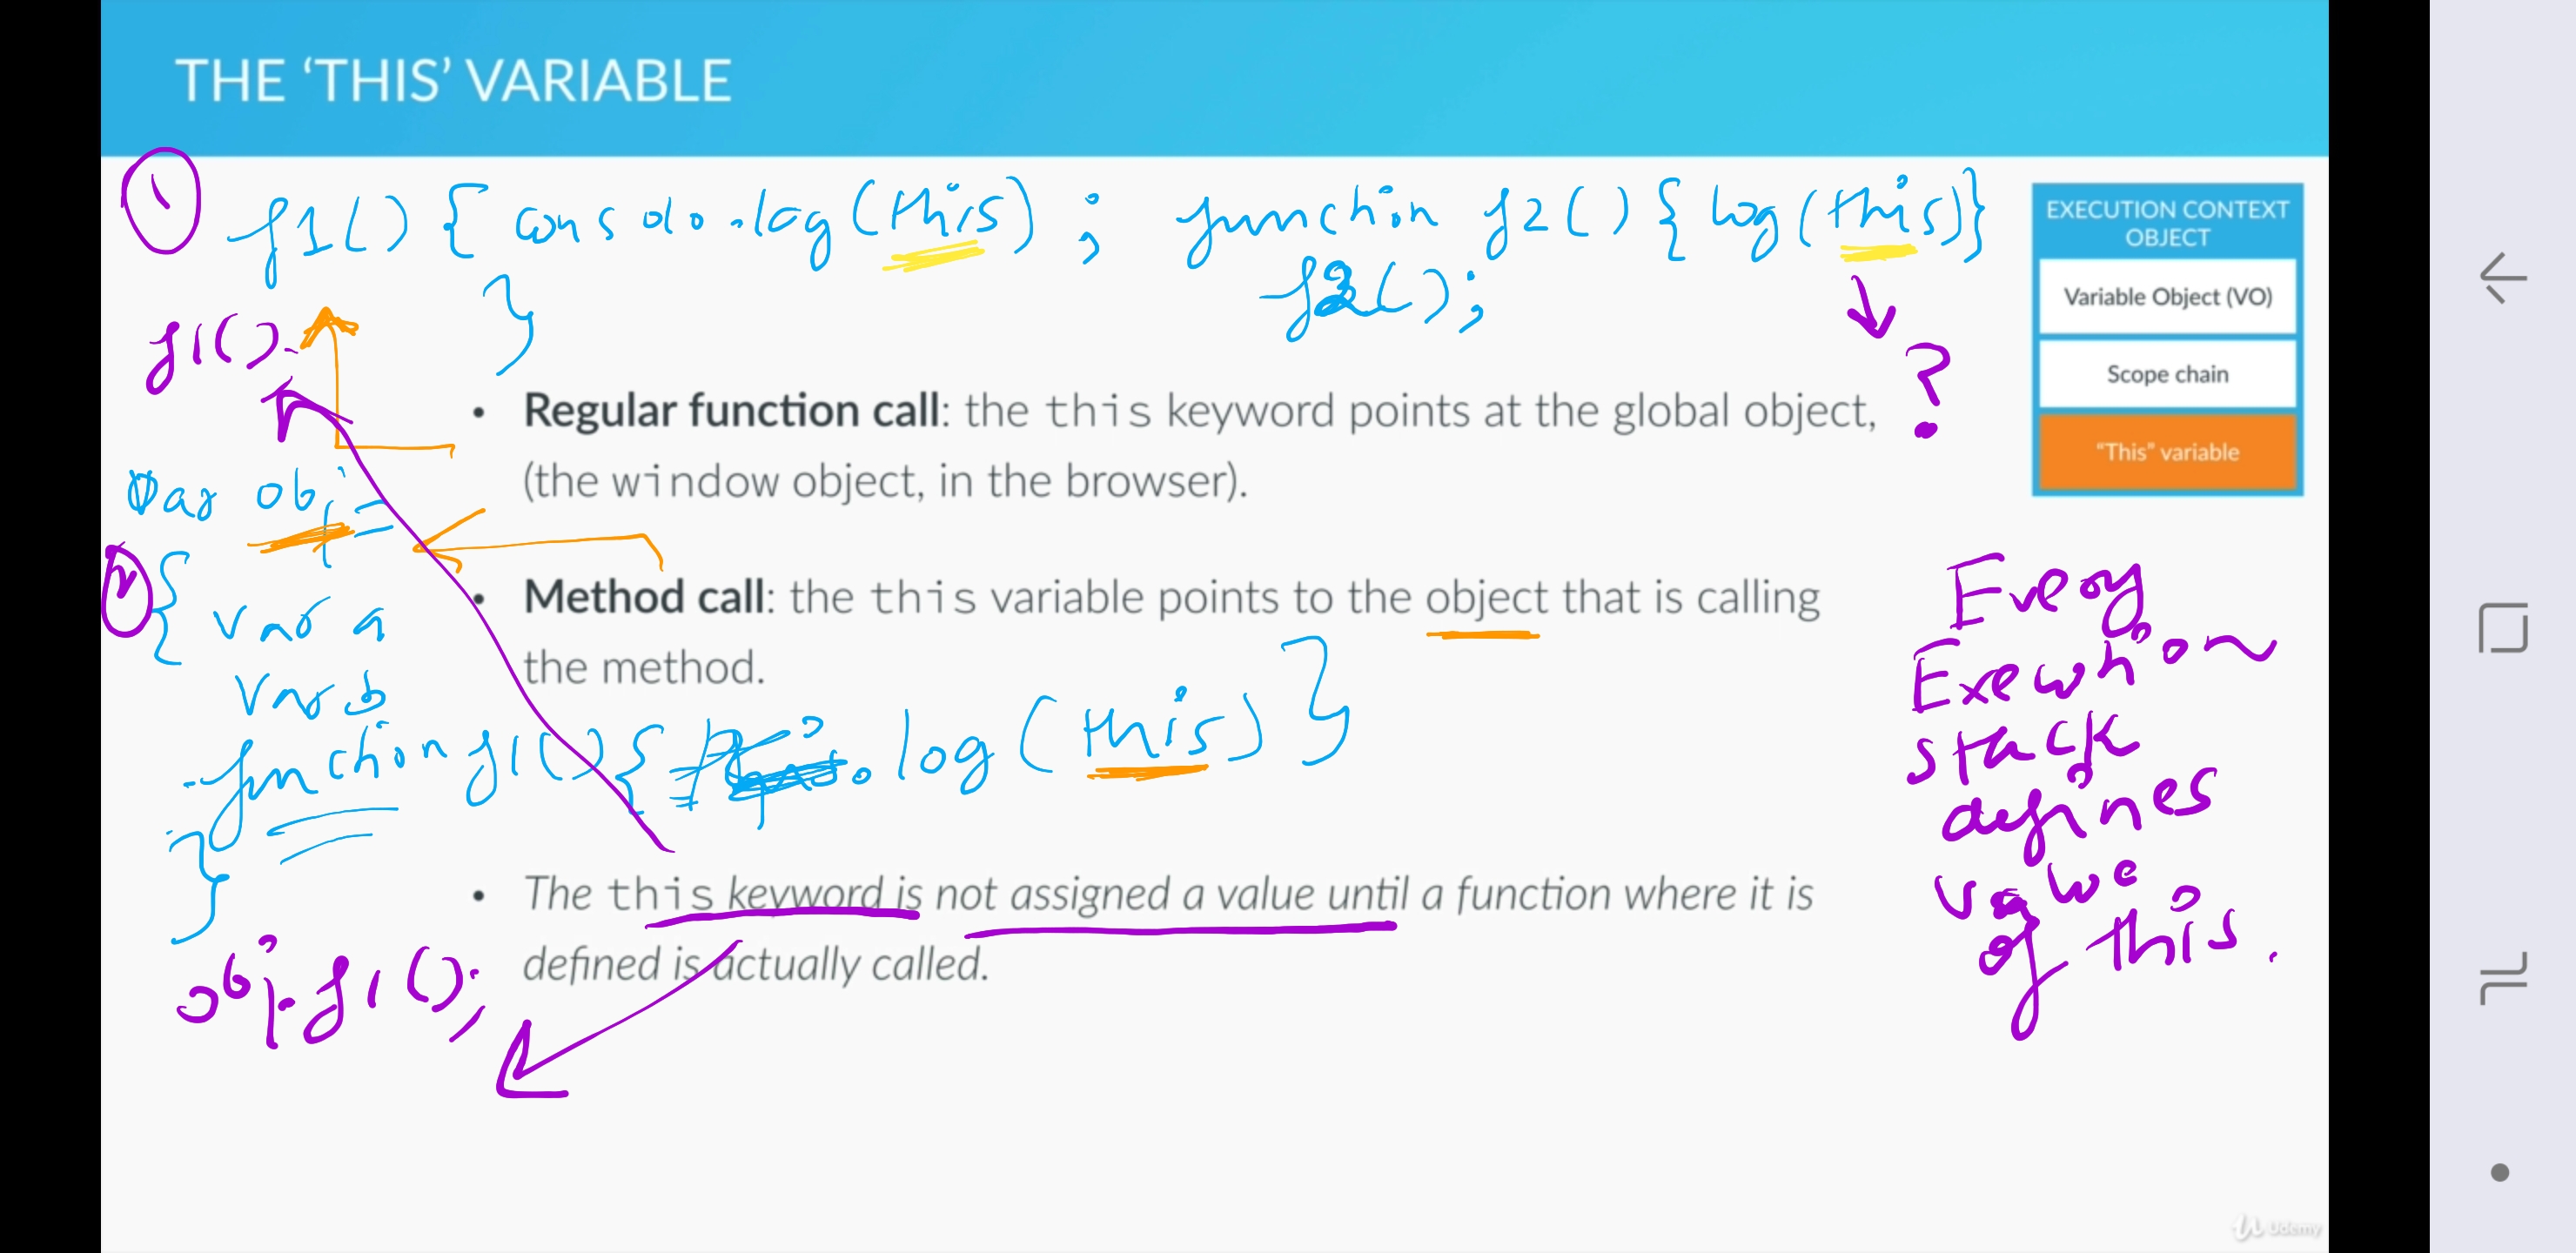 THE ‘THIS’ VARIABLE
①
f1() { console.log(this) ; function f2() { log(this)}
f2();
}
f1()
?
EXECUTION CONTEXT
OBJECT
Variable Object (VO)
Scope chain
“This” variable
• Regular function call: the this keyword points at the global object,
(the window object, in the browser).
var obj =
{
var a
var b
• Method call: the this variable points to the object that is calling
the method.
function f1() { .log(this) }
}
• The this keyword is not assigned a value until a function where it is
defined is actually called.
obj.f1();
Every
Execution
stack
defines
value
of this.
Udemy